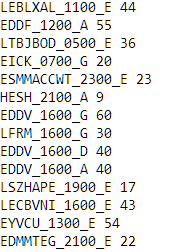 LEBLXAL_1100_E 44
EDDF_1200_A 55
LTBJBOD_0500_E 36
EICK_0700_G 20
ESMMACCWT_2300_E 23
HESH_2100_A 9
EDDV_1600_G 60
LFRM_1600_G 30
EDDV_1600_D 40
EDDV_1600_A 40
LSZHAPE_1900_E 17
LECBVNI_1600_E 43
EYVCU_1300_E 54
EDMMTEG_2100_E 22